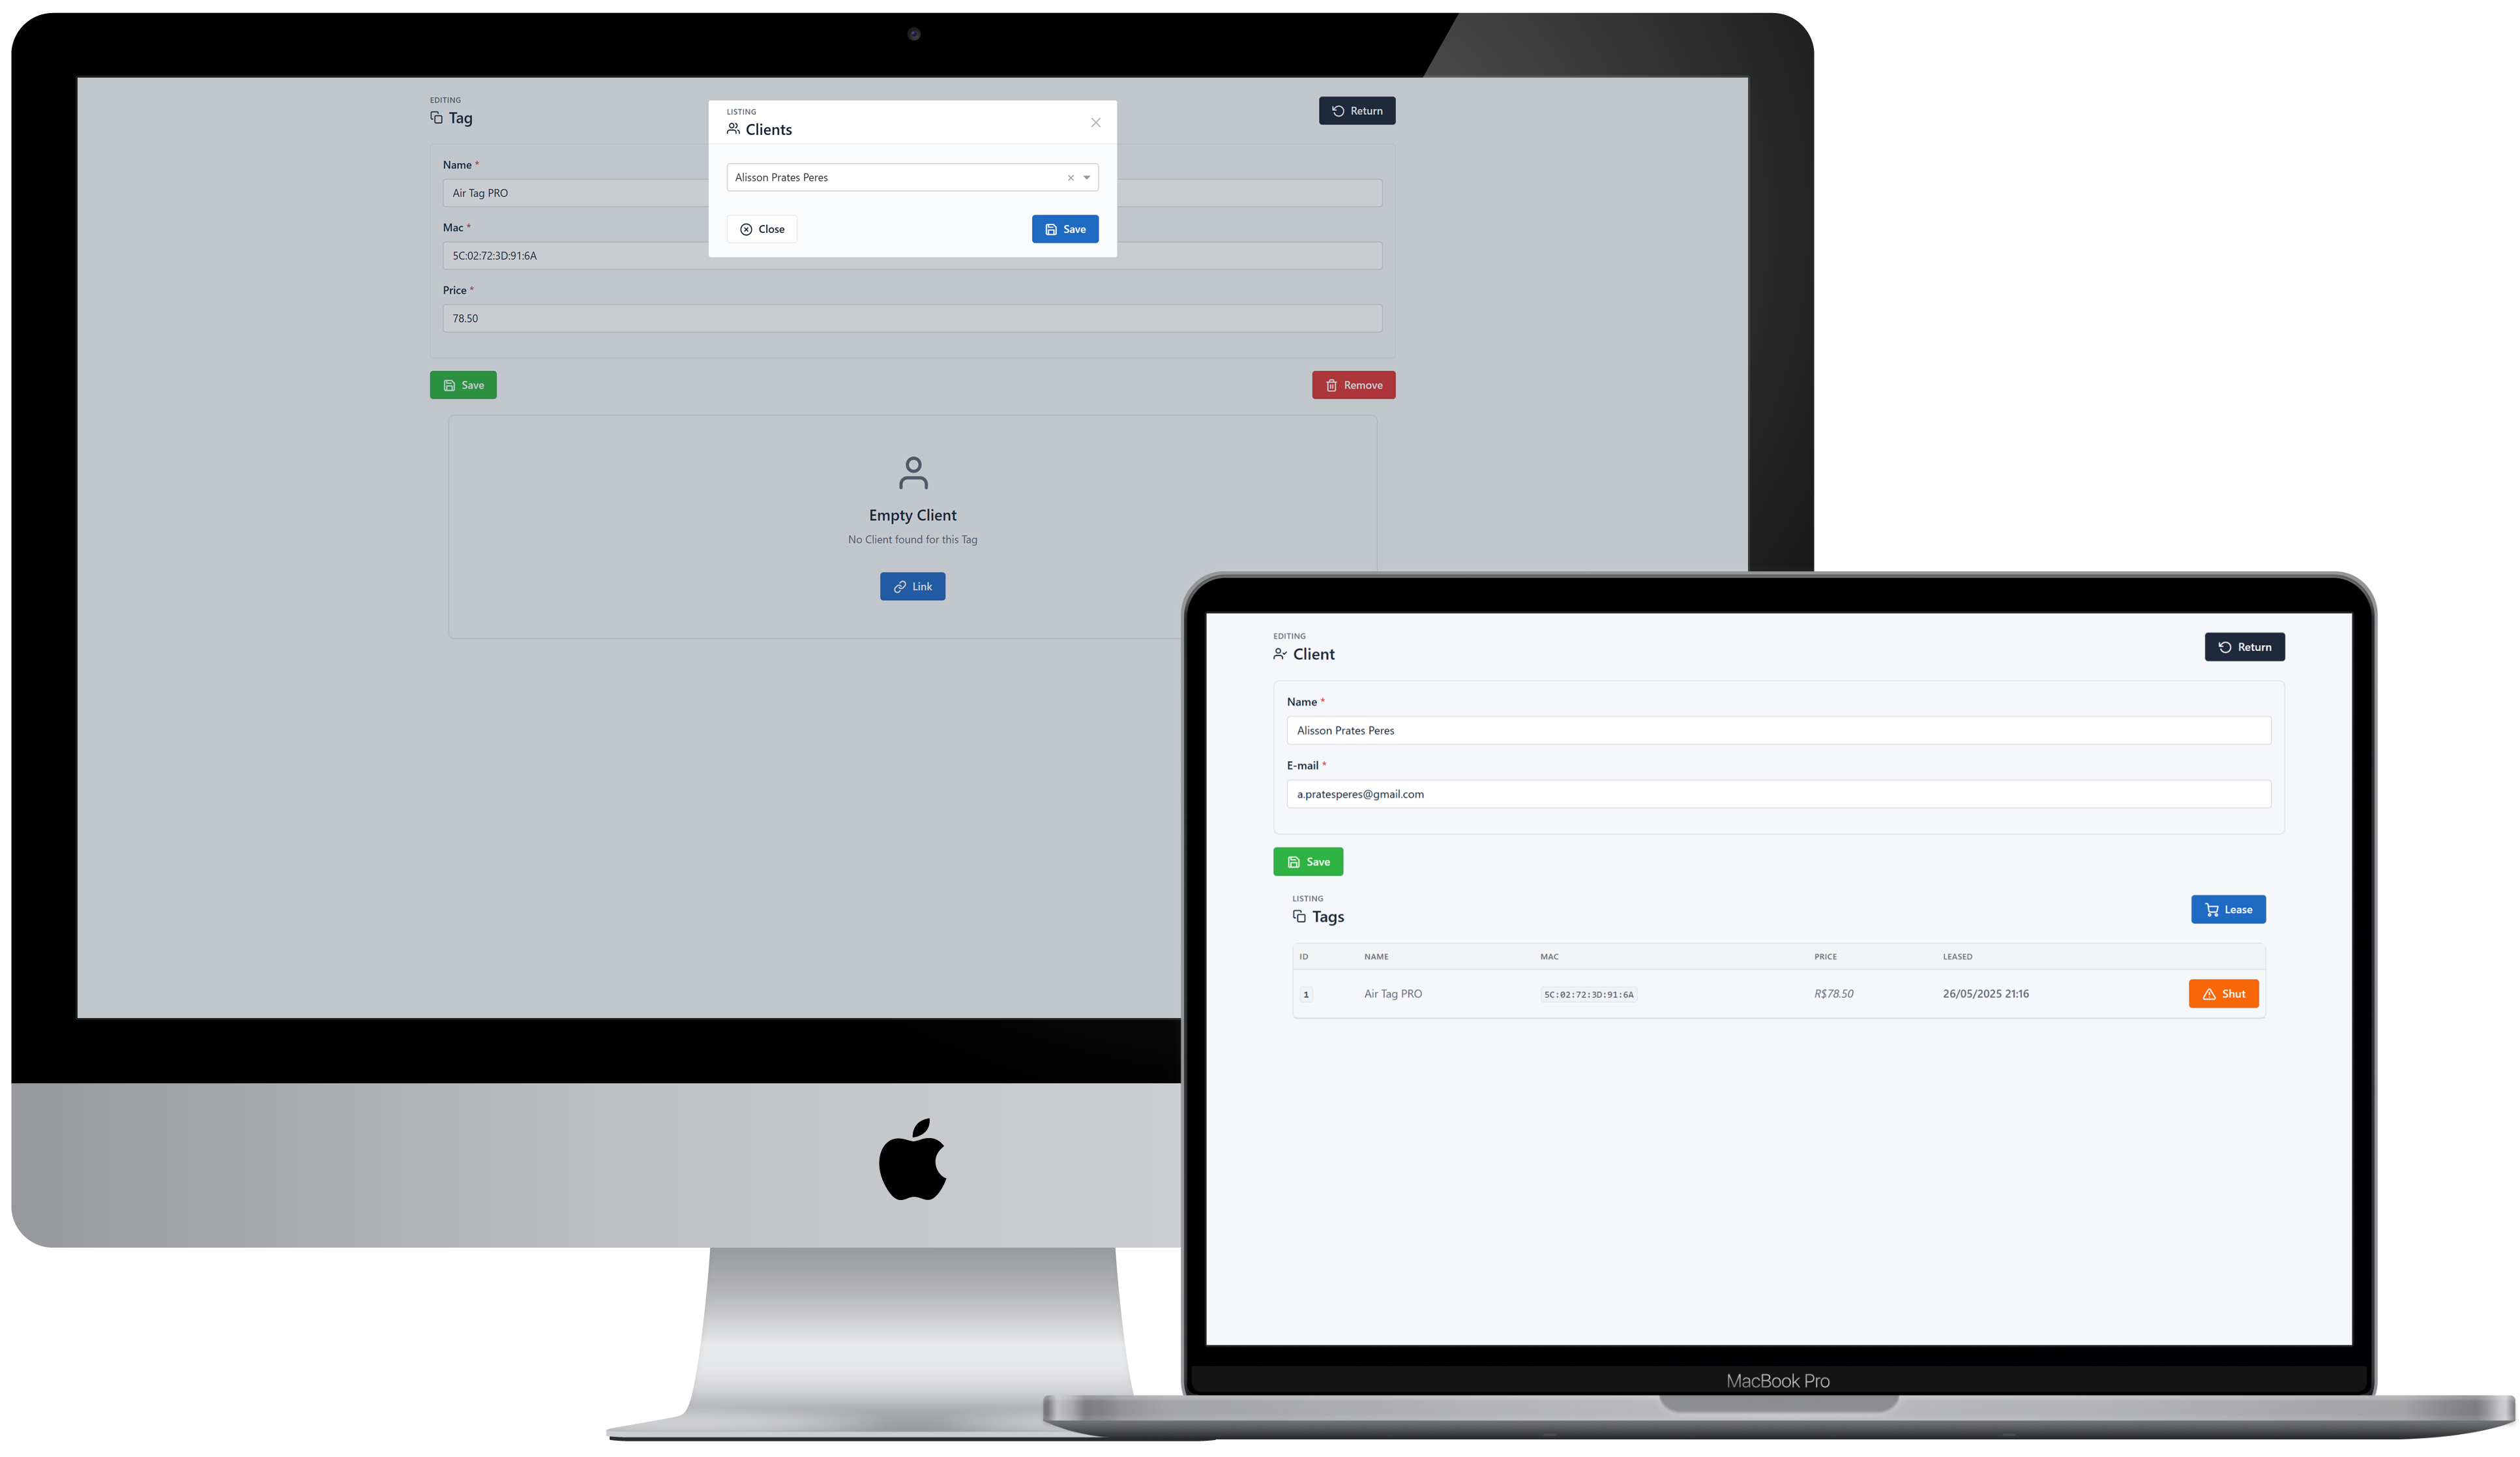 EDITING
Tag
Return
Name *
Air Tag PRO
Mac *
5C:02:72:3D:91:6A
Price *
78.50
Save
Remove
Empty Client
No Client found for this Tag
Link
LISTING
Clients
Alisson Prates Peres
Close
Save
EDITING
Client
Return
Name *
Alisson Prates Peres
E-mail *
a.pratesperes@gmail.com
Save
LISTING
Tags
Lease
ID NAME MAC PRICE LEASED
1 Air Tag PRO 5C:02:72:3D:91:6A R$78.50 26/05/2025 21:16 Shut
MacBook Pro